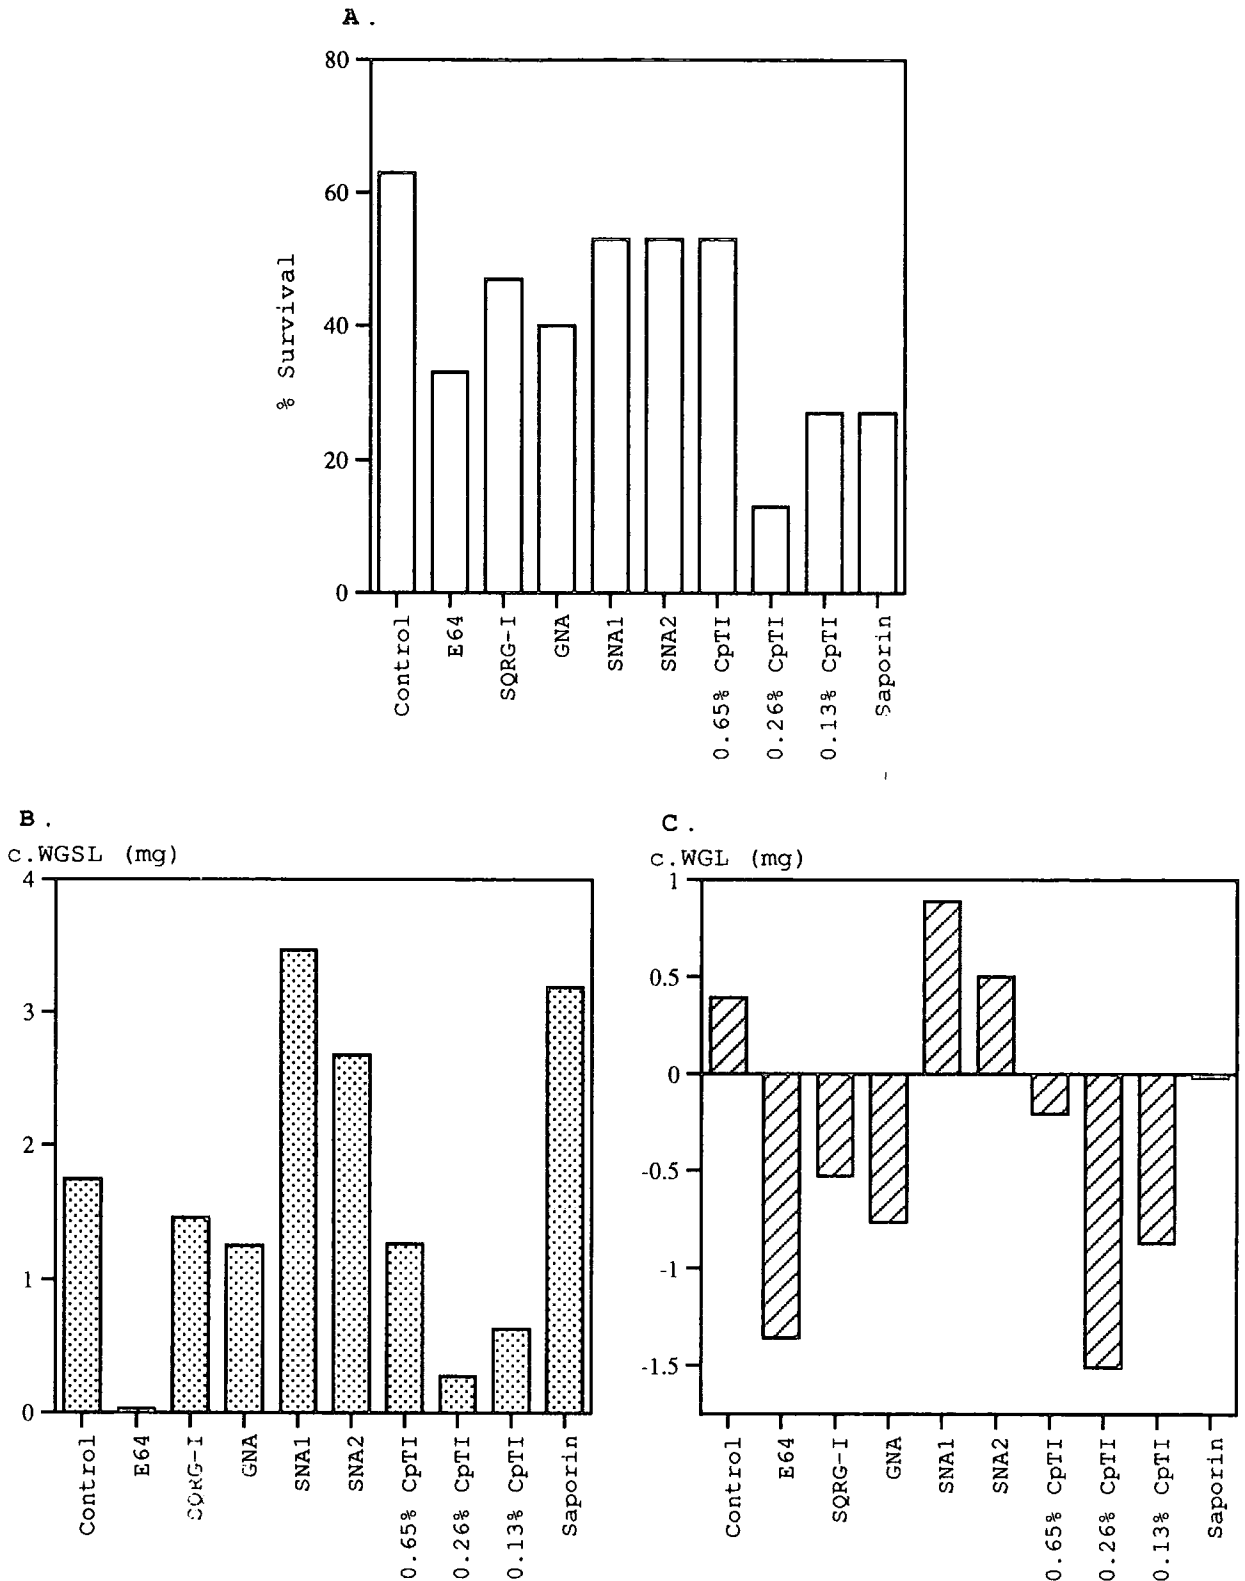 A.
80
60
40
20
0
% Survival
Control
E64
SQRG-I
GNA
SNA1
SNA2
0.65% CpTI
0.26% CpTI
0.13% CpTI
Saporin
B.
c.WGSL (mg)
4
3
2
1
0
Control
E64
SQRG-I
GNA
SNA1
SNA2
0.65% CpTI
0.26% CpTI
0.13% CpTI
Saporin
C.
c.WGL (mg)
1
0.5
0
-0.5
-1
-1.5
Control
E64
SQRG-I
GNA
SNA1
SNA2
0.65% CpTI
0.26% CpTI
0.13% CpTI
Saporin